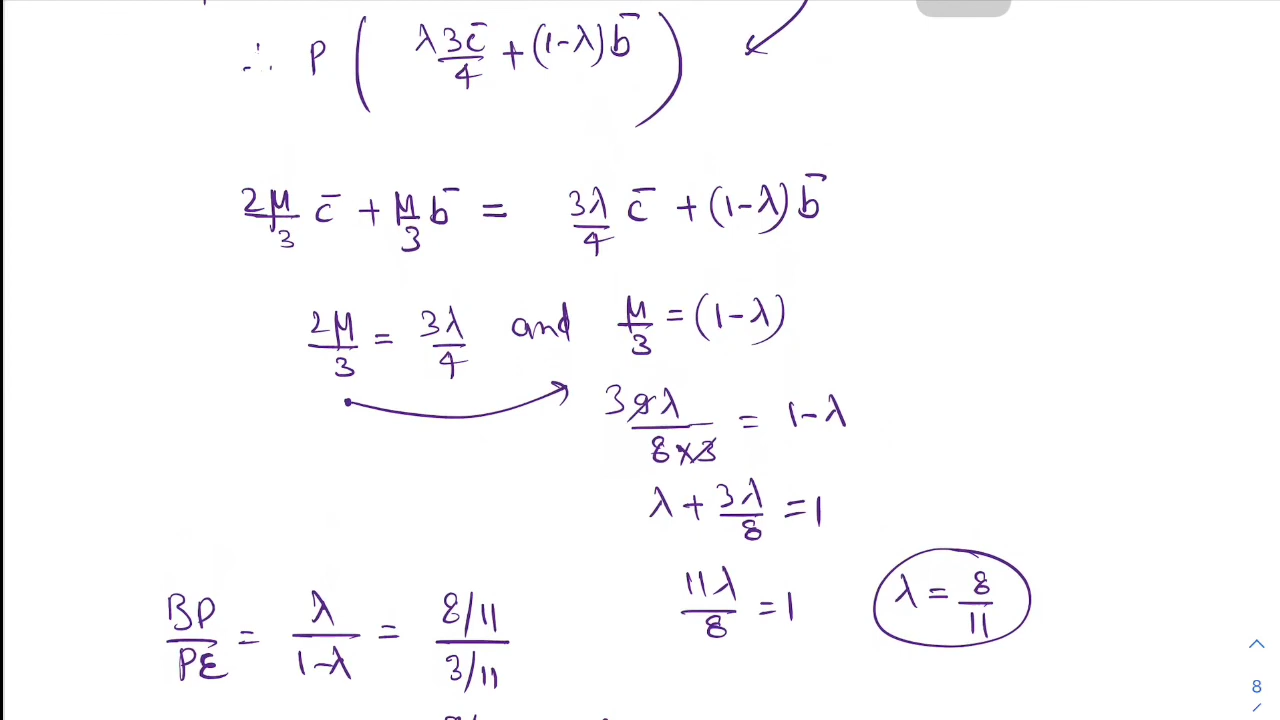 ∴ P ( λ3c̄/4 + (1-λ)b̄ )
2μ/3 c̄ + μ/3 b̄ = 3λ/4 c̄ + (1-λ) b̄
2μ/3 = 3λ/4 and μ/3 = (1-λ)
3 9λ/8×3 = 1-λ
λ + 3λ/8 = 1
11λ/8 = 1 λ = 8/11
BP/PE = λ/1-λ = 8/11/3/11
8